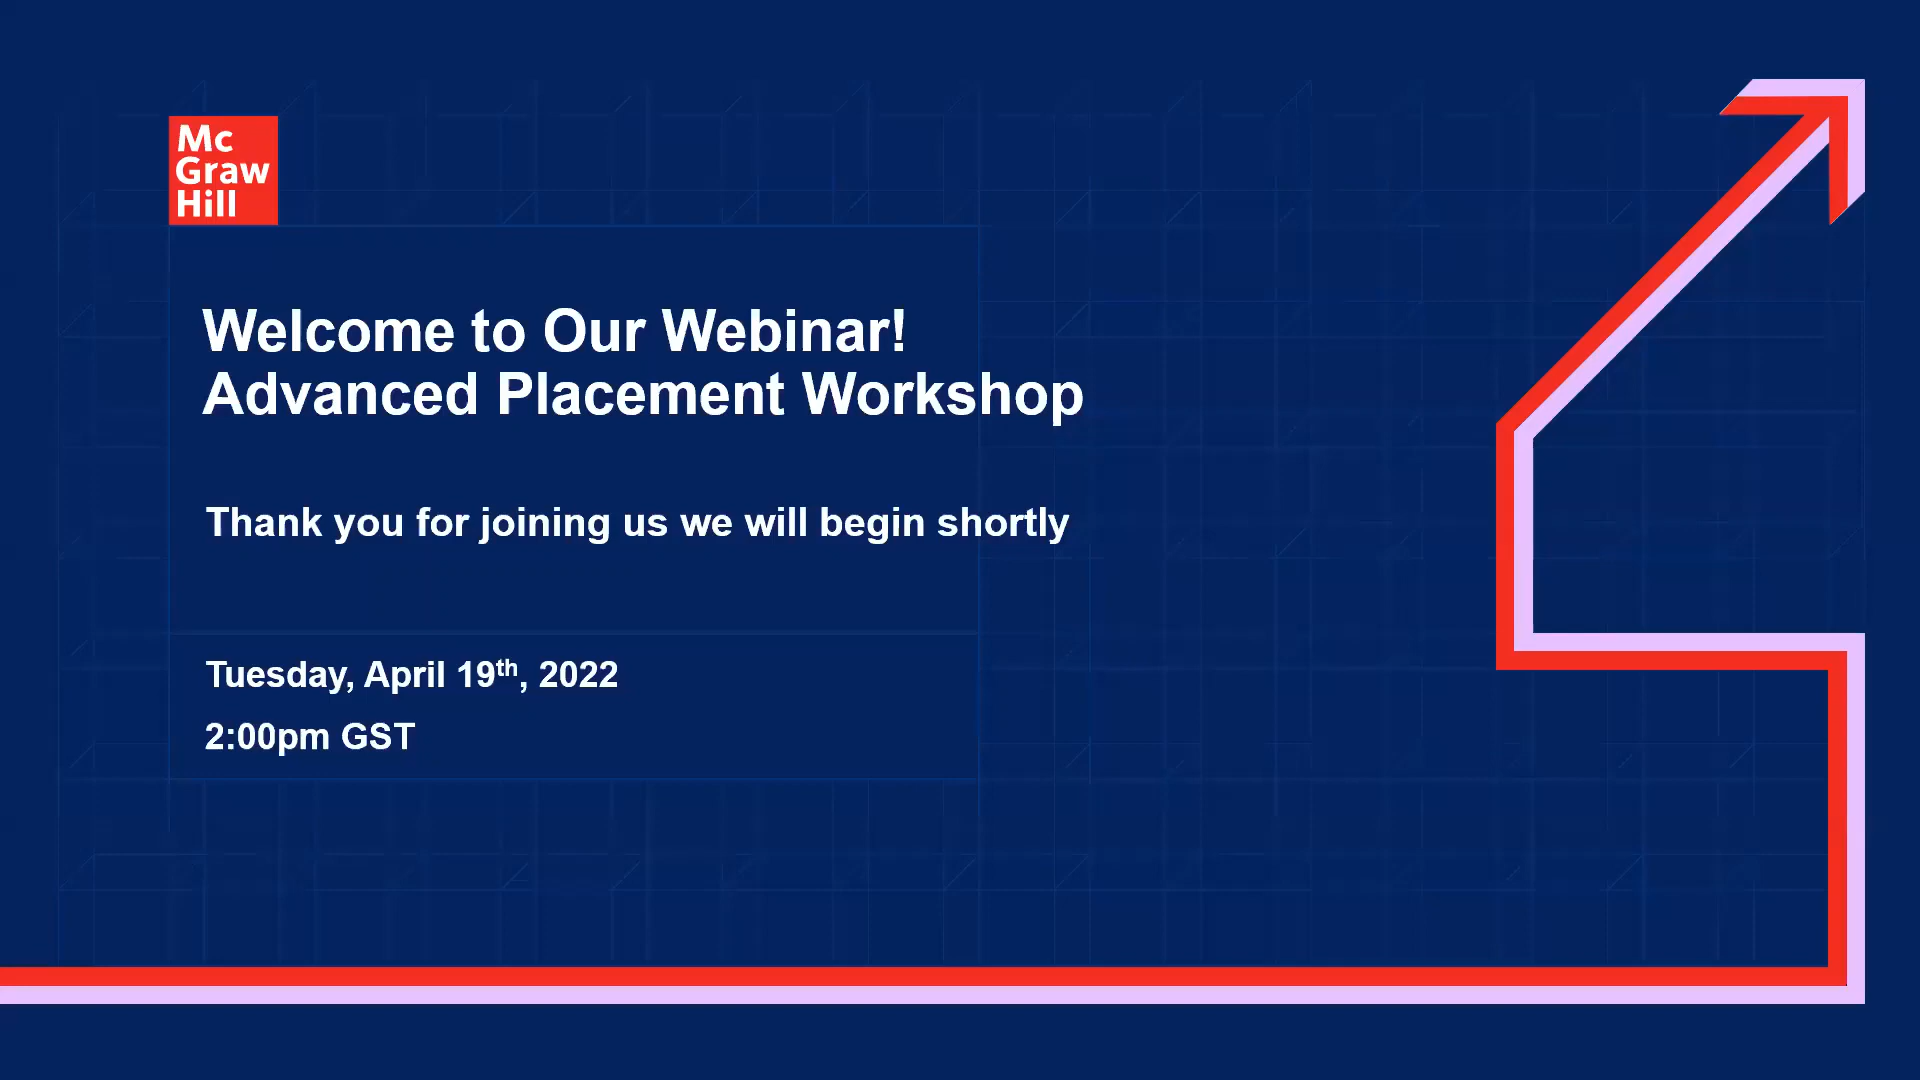 Mc
Graw
Hill
Welcome to Our Webinar!
Advanced Placement Workshop
Thank you for joining us we will begin shortly
Tuesday, April 19th, 2022
2:00pm GST